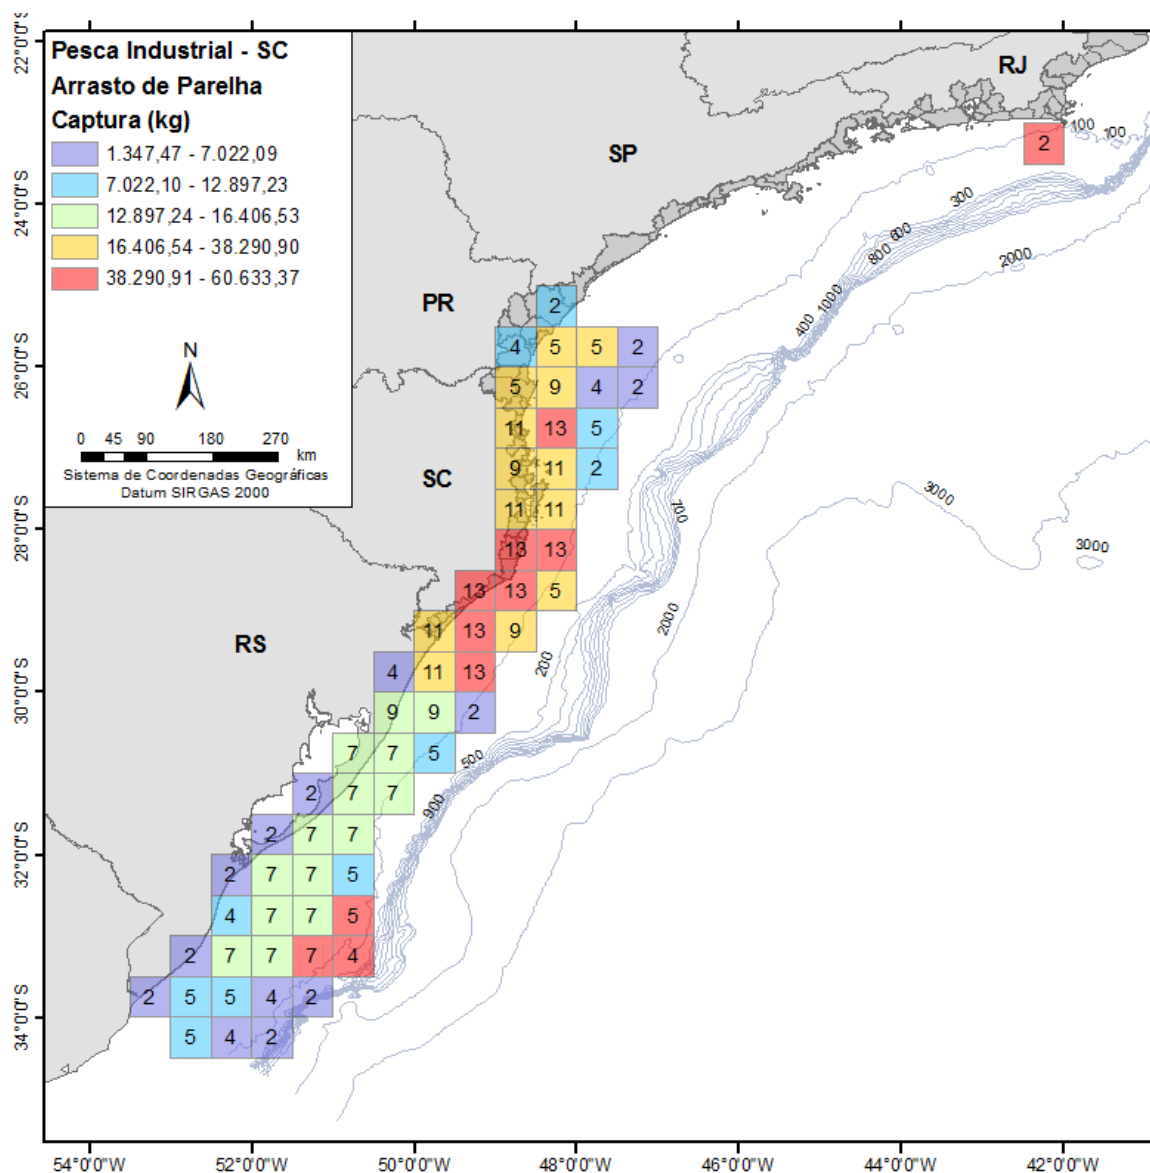 Pesca Industrial - SC
Arrasto de Parelha
Captura (kg)
1.347,47 - 7.022,09
7.022,10 - 12.897,23
12.897,24 - 16.406,53
16.406,54 - 38.290,90
38.290,91 - 60.633,37
N
0 45 90 180 270
km
Sistema de Coordenadas Geográficas
Datum SIRGAS 2000
RJ
SP
PR
SC
RS
100
100
300
600
800
2000
1000
400
3000
3000
700
2000
200
500
900
2
2
4 5 5 2
5 9 4 2
11 13 5
9 11 2
11 11
13 13
13 13 5
11 13 9
4 11 13
9 9 2
7 7 5
2 7 7
2 7 7
2 7 7 5
4 7 7 5
2 7 7 7 4
2 5 5 4 2
5 4 2
22°0'0"S
24°0'0"S
26°0'0"S
28°0'0"S
30°0'0"S
32°0'0"S
34°0'0"S
54°0'0"W 52°0'0"W 50°0'0"W 48°0'0"W 46°0'0"W 44°0'0"W 42°0'0"W